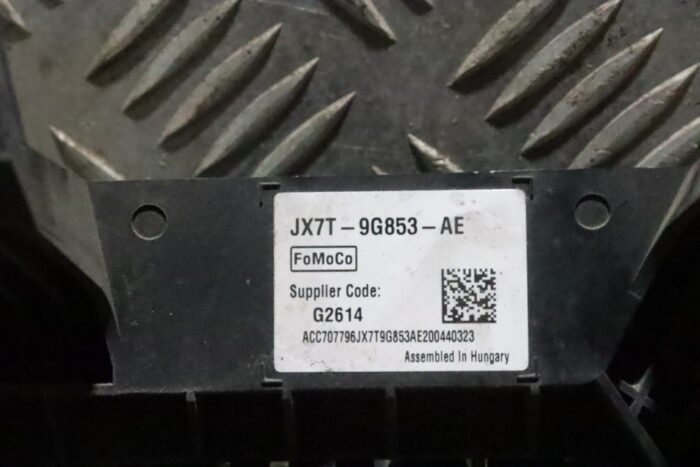 JX7T - 9G853 - AE
FoMoCo
Supplier Code:
G2614
ACC707796JX7T9G853AE200440323
Assembled In Hungary